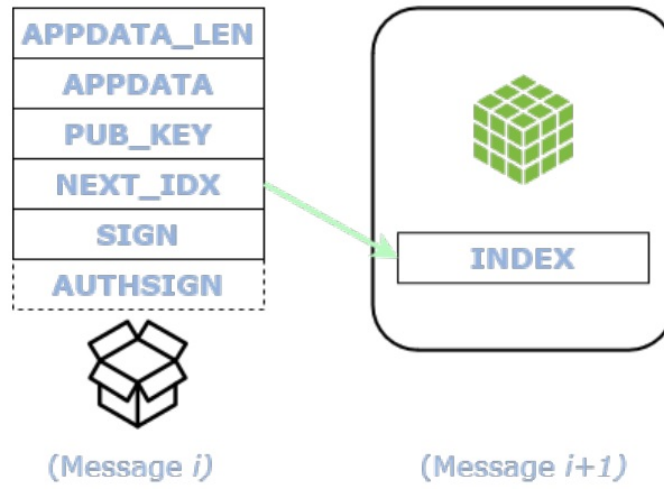 APPDATA_LEN
APPDATA
PUB_KEY
NEXT_IDX
SIGN
AUTHSIGN
(Message i)
INDEX
(Message i+1)